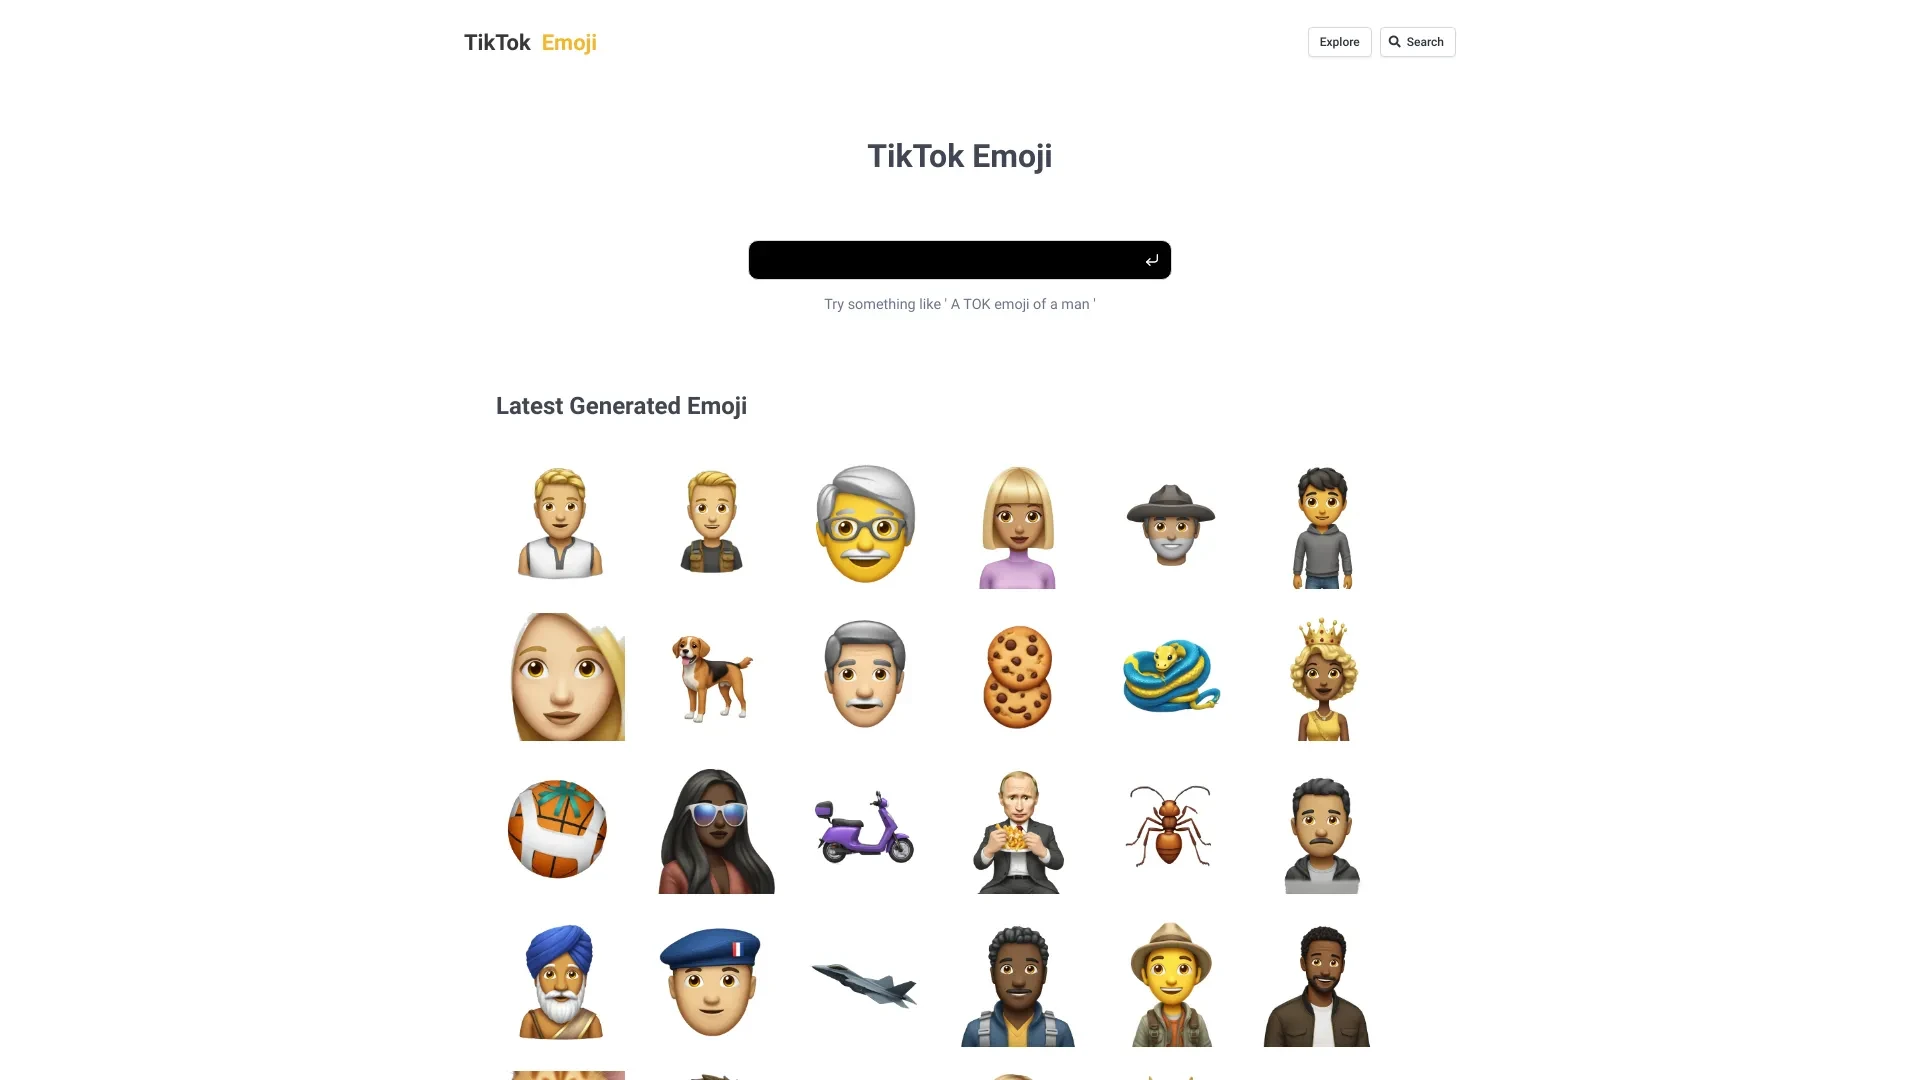 TikTok Emoji
Explore
Search
TikTok Emoji
Try something like ' A TOK emoji of a man '
Latest Generated Emoji